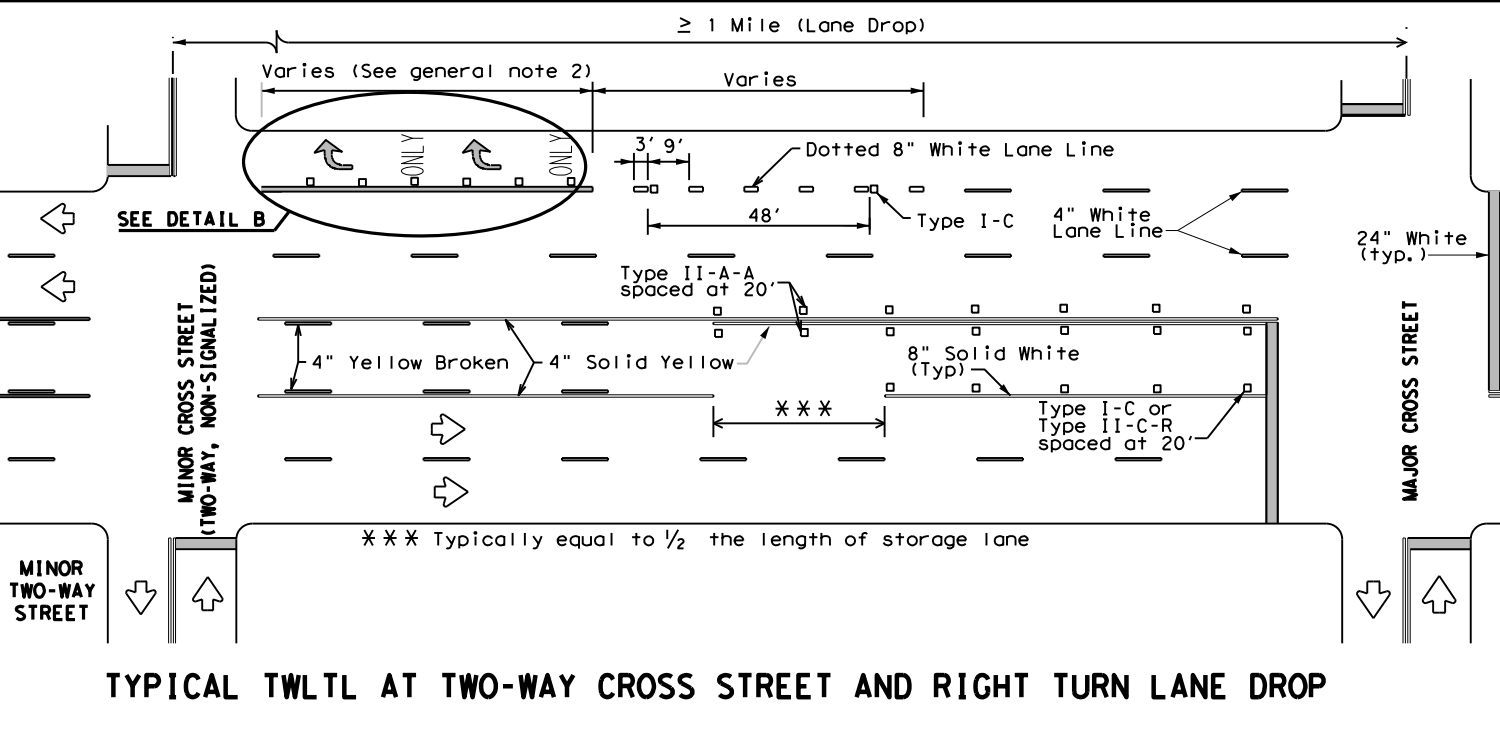 ≥ 1 Mile (Lane Drop)
Varies (See general note 2)
Varies
ONLY
ONLY
3' 9'
Dotted 8" White Lane Line
SEE DETAIL B
48'
Type I-C
4" White
Lane Line
24" White
(typ.)
Type II-A-A
spaced at 20'
MINOR CROSS STREET
(TWO-WAY, NON-SIGNALIZED)
4" Yellow Broken
4" Solid Yellow
8" Solid White
(Typ)
***
Type I-C or
Type II-C-R
spaced at 20'
MAJOR CROSS STREET
*** Typically equal to ½ the length of storage lane
MINOR
TWO-WAY
STREET
TYPICAL TWLTL AT TWO-WAY CROSS STREET AND RIGHT TURN LANE DROP